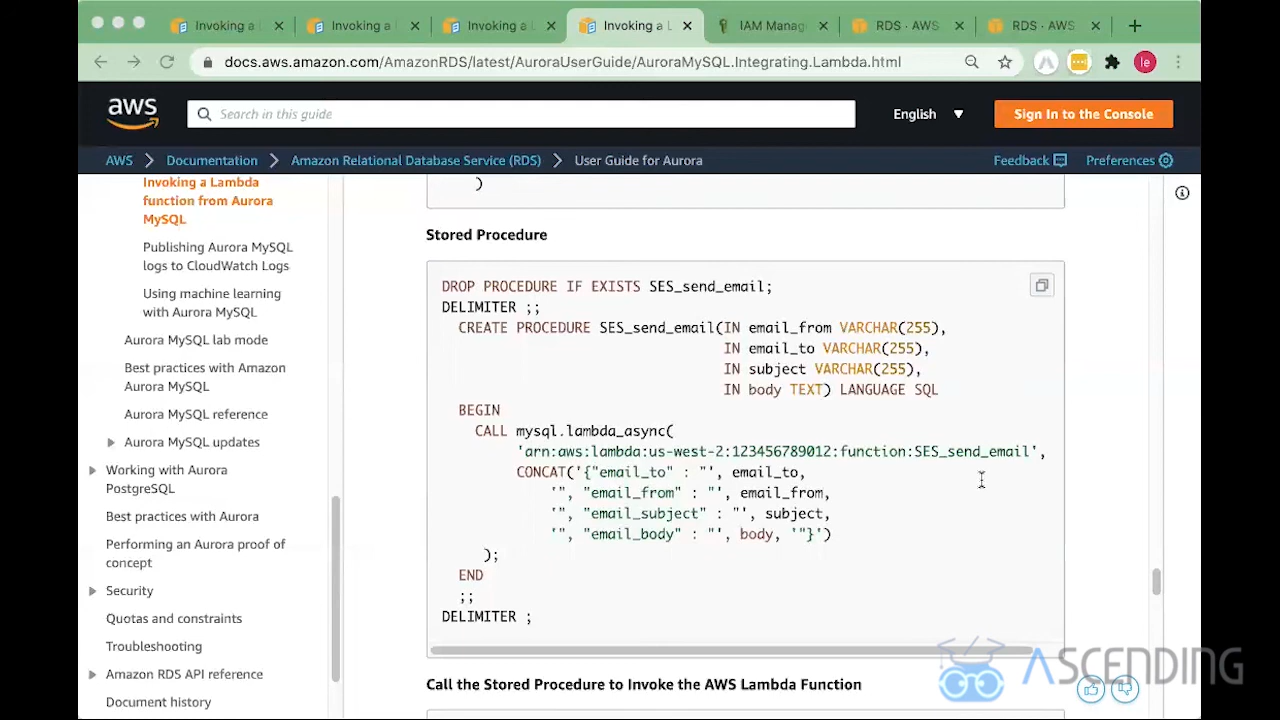 Invoking a L
Invoking a l
Invoking a L
Invoking a L
IAM Manag
RDS · AWS
RDS · AWS
docs.aws.amazon.com/AmazonRDS/latest/AuroraUserGuide/AuroraMySQL.Integrating.Lambda.html
le
aws
Search in this guide
English
Sign In to the Console
AWS
Documentation
Amazon Relational Database Service (RDS)
User Guide for Aurora
Feedback
Preferences
Invoking a Lambda
function from Aurora
MySQL
Publishing Aurora MySQL
logs to CloudWatch Logs
Using machine learning
with Aurora MySQL
Aurora MySQL lab mode
Best practices with Amazon
Aurora MySQL
Aurora MySQL reference
Aurora MySQL updates
Working with Aurora
PostgreSQL
Best practices with Aurora
Performing an Aurora proof of
concept
Security
Quotas and constraints
Troubleshooting
Amazon RDS API reference
Document history
)
Stored Procedure
DROP PROCEDURE IF EXISTS SES_send_email;
DELIMITER ;;
CREATE PROCEDURE SES_send_email(IN email_from VARCHAR(255),
IN email_to VARCHAR(255),
IN subject VARCHAR(255),
IN body TEXT) LANGUAGE SQL
BEGIN
CALL mysql.lambda_async(
'arn:aws:lambda:us-west-2:123456789012:function:SES_send_email',
CONCAT('{"email_to" : "', email_to,
'", "email_from" : "', email_from,
'", "email_subject" : "', subject,
'", "email_body" : "', body, '"}')
);
END
;;
DELIMITER ;
Call the Stored Procedure to Invoke the AWS Lambda Function
ASCENDING